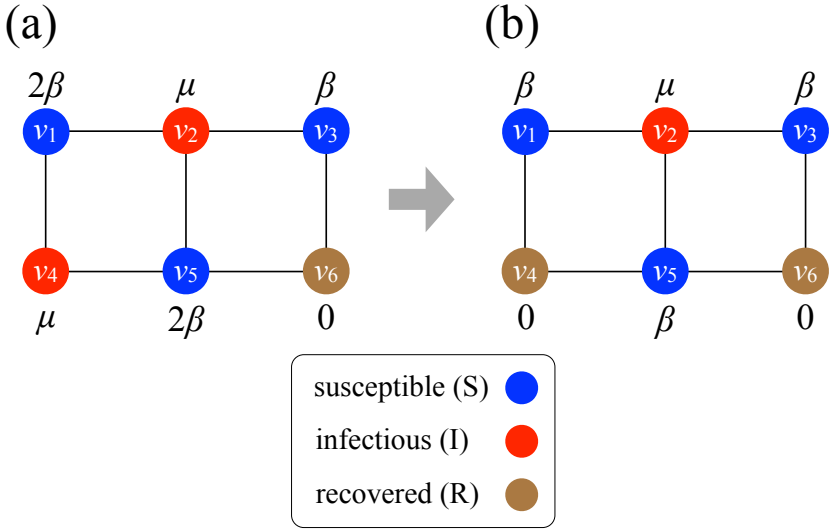 (a)
(b)
2β μ β
β μ β
v1 v2 v3
v1 v2 v3
v4 v5 v6
v4 v5 v6
μ 2β 0
0 β 0
susceptible (S)
infectious (I)
recovered (R)